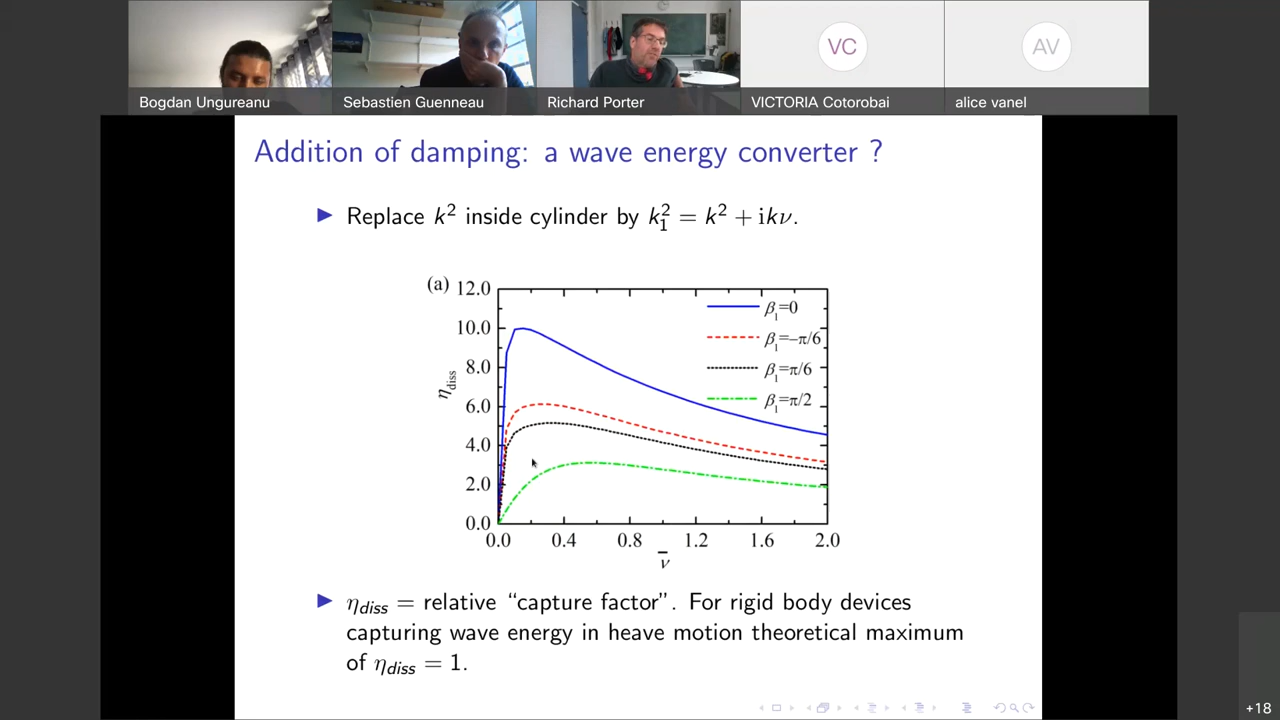 Bogdan Ungureanu
Sebastien Guenneau
Richard Porter
VC
VICTORIA Cotorobai
AV
alice vanel
Addition of damping: a wave energy converter ?
Replace k² inside cylinder by k₁² = k² + ikν.
(a)
12.0
10.0
8.0
6.0
4.0
2.0
0.0
η_diss
β₁=0
β₁=−π/6
β₁=π/6
β₁=π/2
0.0 0.4 0.8 1.2 1.6 2.0
ν̅
η_diss = relative “capture factor”. For rigid body devices
capturing wave energy in heave motion theoretical maximum
of η_diss = 1.
+18